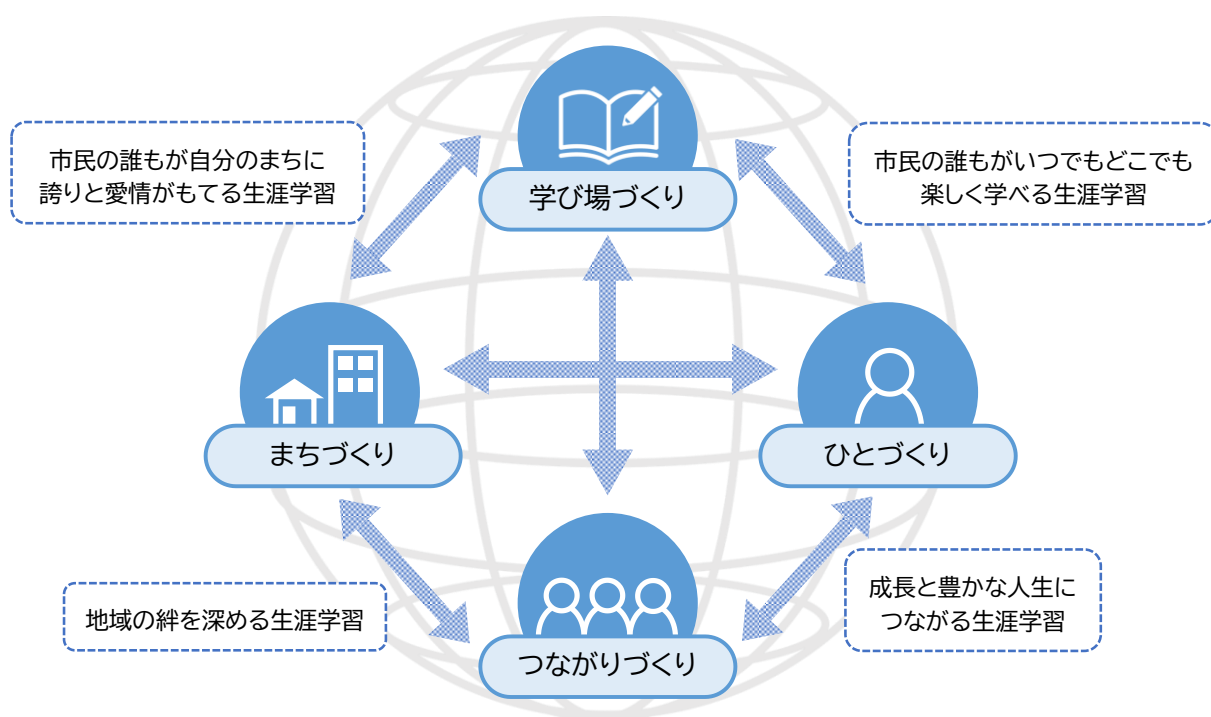 市民の誰もが自分のまちに
誇りと愛情がもてる生涯学習
学び場づくり
市民の誰もがいつでもどこでも
楽しく学べる生涯学習
まちづくり
ひとづくり
地域の絆を深める生涯学習
つながりづくり
成長と豊かな人生に
つながる生涯学習